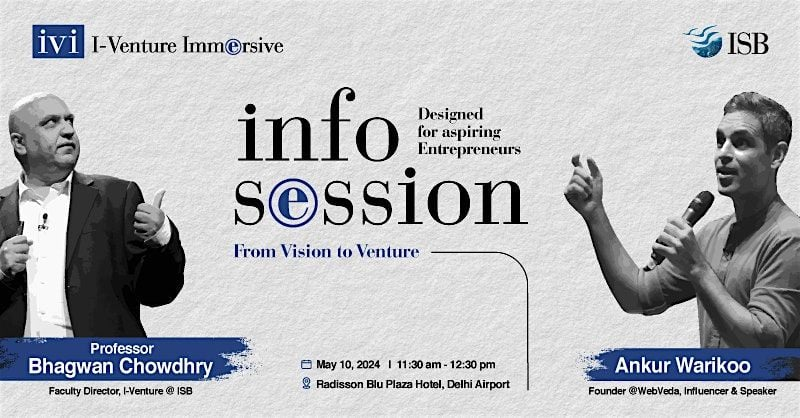 ivi I-Venture Immersive
ISB
info
session
Designed
for aspiring
Entrepreneurs
From Vision to Venture
Professor
Bhagwan Chowdhry
Faculty Director, I-Venture @ ISB
May 10, 2024 I 11:30 am - 12:30 pm
Radisson Blu Plaza Hotel, Delhi Airport
Ankur Warikoo
Founder @WebVeda, Influencer & Speaker